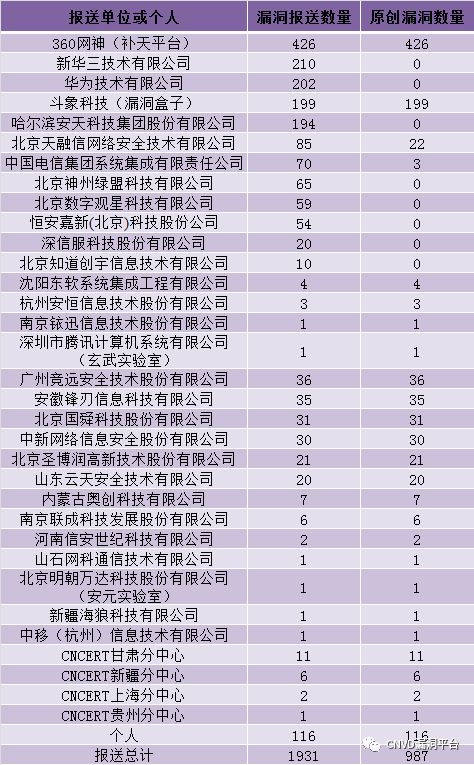 报送单位或个人 漏洞报送数量 原创漏洞数量
360网神（补天平台） 426 426
新华三技术有限公司 210 0
华为技术有限公司 202 0
斗象科技（漏洞盒子） 199 199
哈尔滨安天科技集团股份有限公司 194 0
北京天融信网络安全技术有限公司 85 22
中国电信集团系统集成有限责任公司 70 3
北京神州绿盟科技有限公司 65 0
北京数字观星科技有限公司 59 0
恒安嘉新(北京)科技股份公司 54 0
深信服科技股份有限公司 20 0
北京知道创宇信息技术有限公司 10 0
沈阳东软系统集成工程有限公司 4 4
杭州安恒信息技术股份有限公司 3 3
南京铱迅信息技术股份有限公司 1 1
深圳市腾讯计算机系统有限公司
（玄武实验室） 1 1
广州竞远安全技术股份有限公司 36 36
安徽锋刃信息科技有限公司 35 35
北京国舜科技股份有限公司 31 31
中新网络信息安全股份有限公司 30 30
北京圣博润高新技术股份有限公司 21 21
山东云天安全技术有限公司 20 20
内蒙古奥创科技有限公司 7 7
南京联成科技发展股份有限公司 6 6
河南信安世纪科技有限公司 2 2
山石网科通信技术有限公司 1 1
北京明朝万达科技股份有限公司
（安元实验室） 1 1
新疆海狼科技有限公司 1 1
中移（杭州）信息技术有限公司 1 1
CNCERT甘肃分中心 11 11
CNCERT新疆分中心 6 6
CNCERT上海分中心 2 2
CNCERT贵州分中心 1 1
个人 116 116
报送总计 1931 987
CNVD漏洞平台